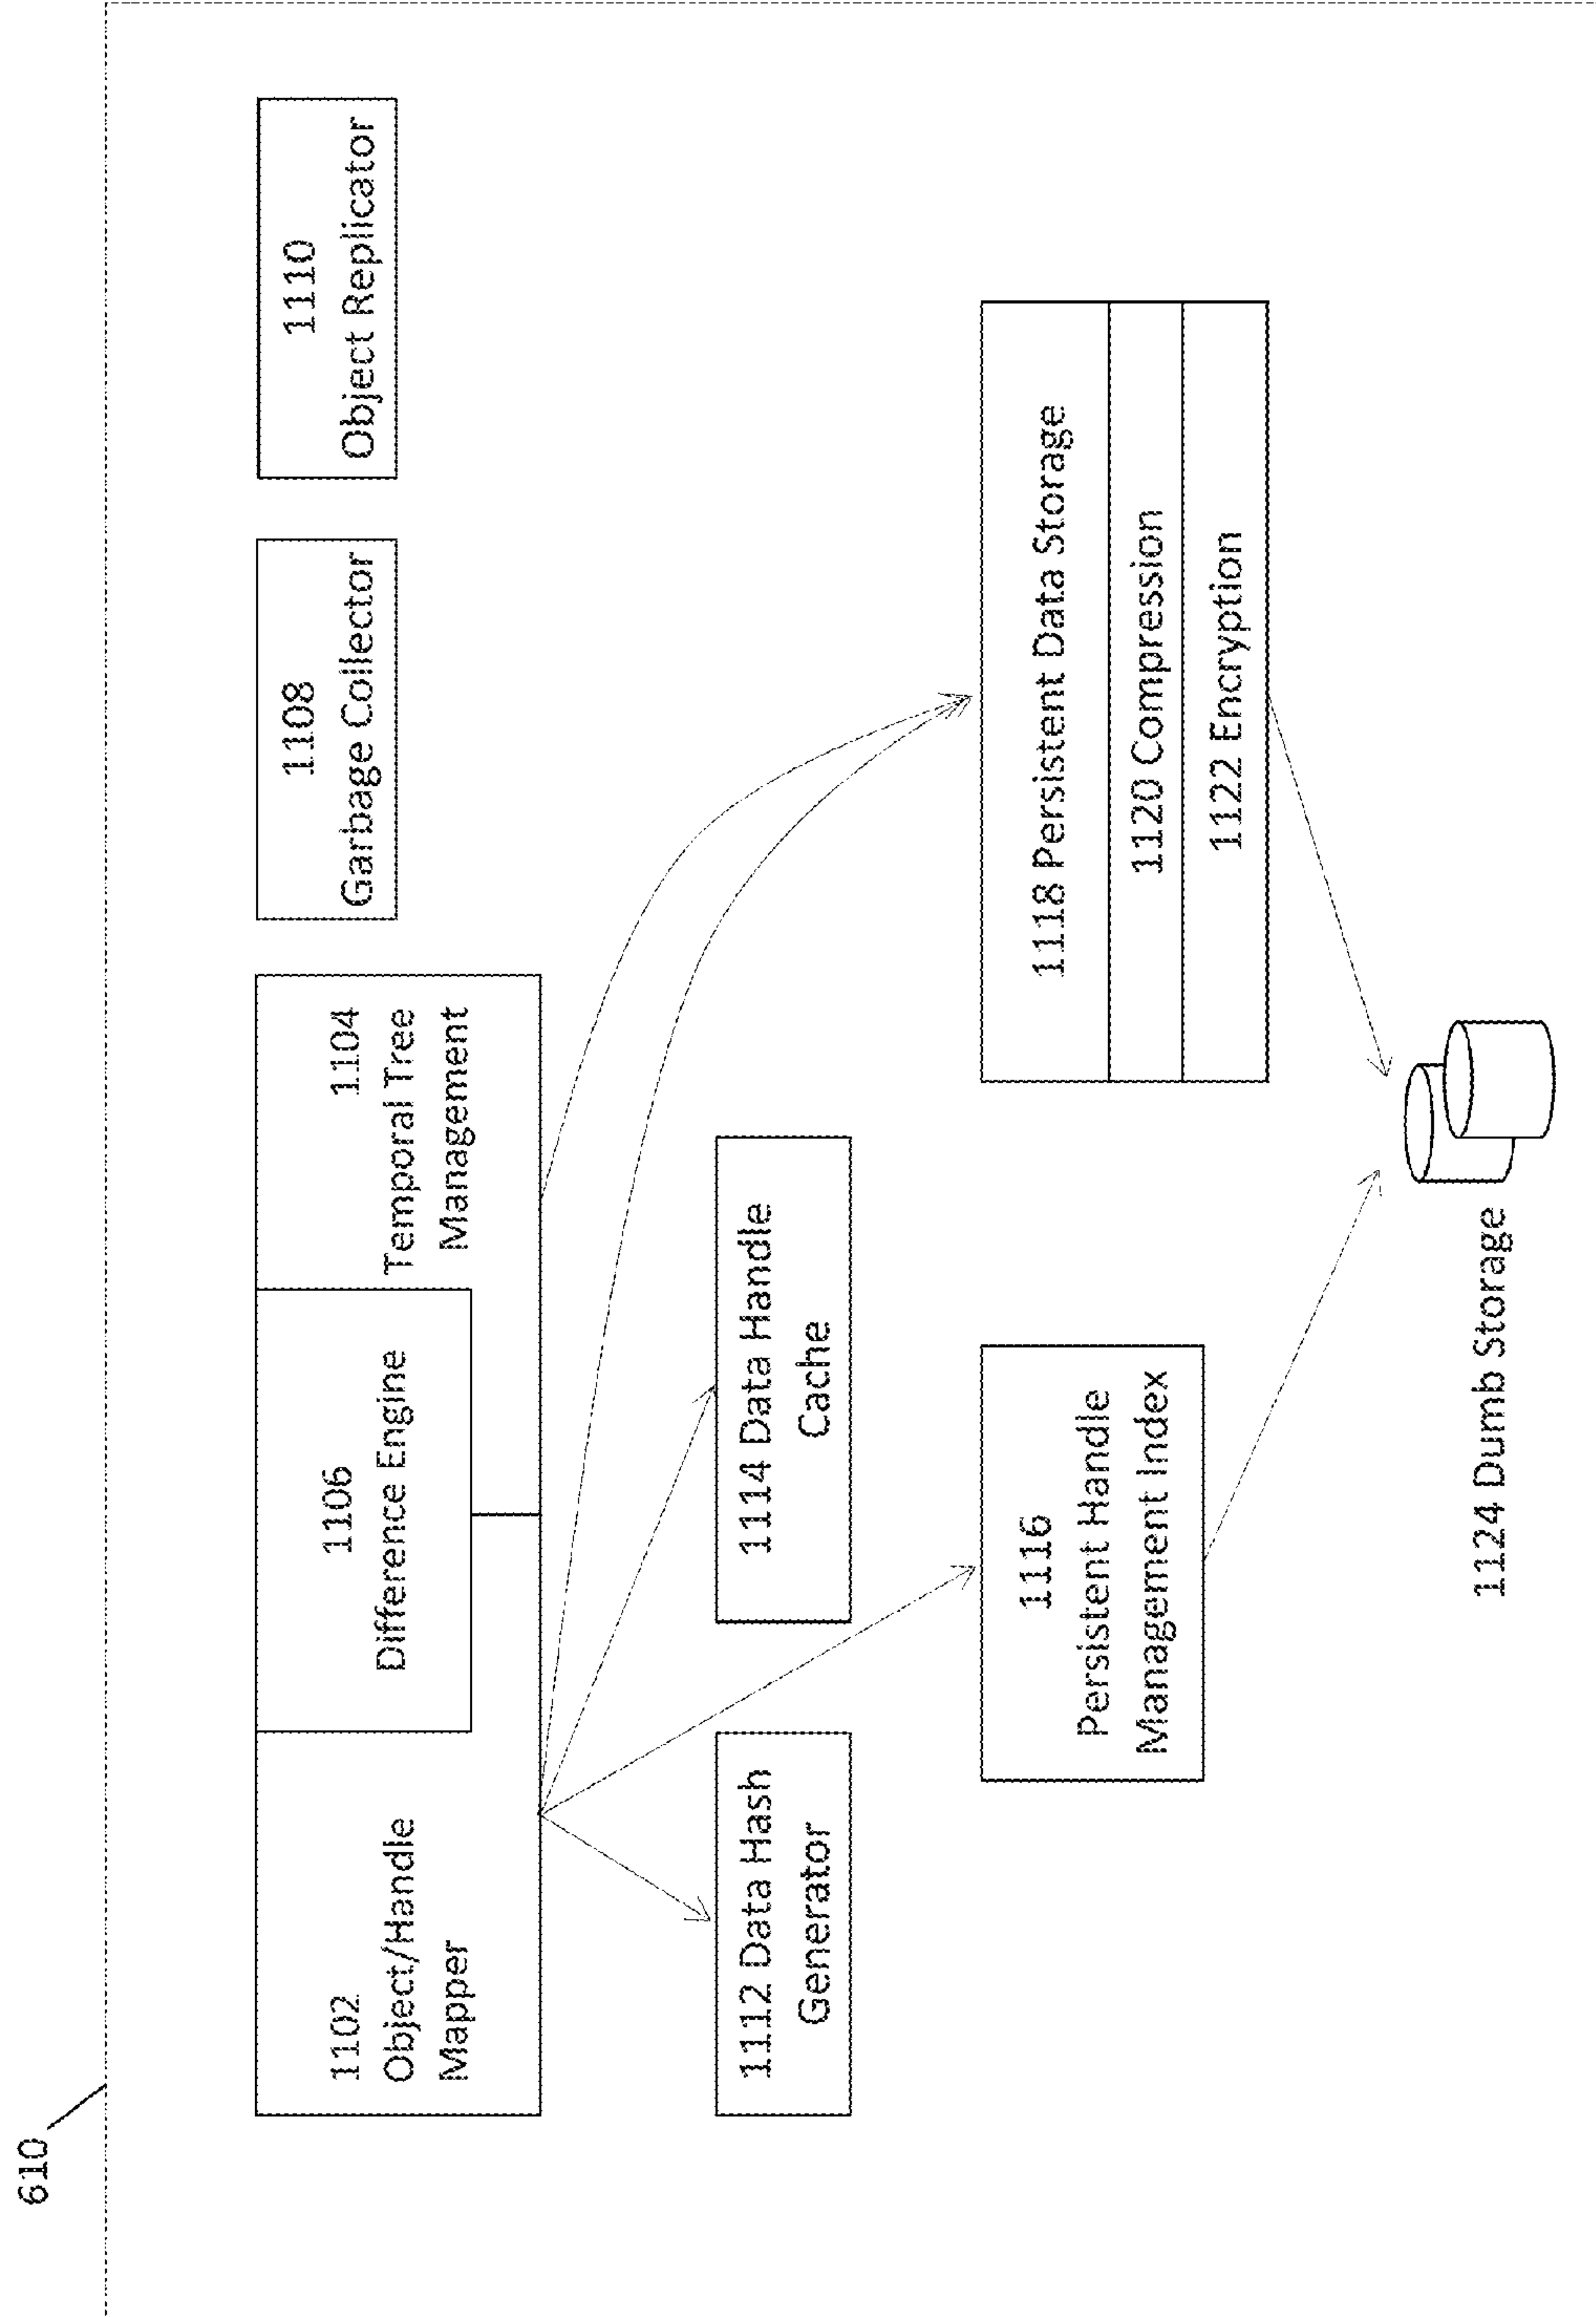 610
1102
Object/Handle
Mapper
1106
Difference Engine
1104
Temporal Tree
Management
1108
Garbage Collector
1110
Object Replicator
1112 Data Hash
Generator
1114 Data Handle
Cache
1116
Persistent Handle
Management Index
1118 Persistent Data Storage
1120 Compression
1122 Encryption
1124 Dumb Storage